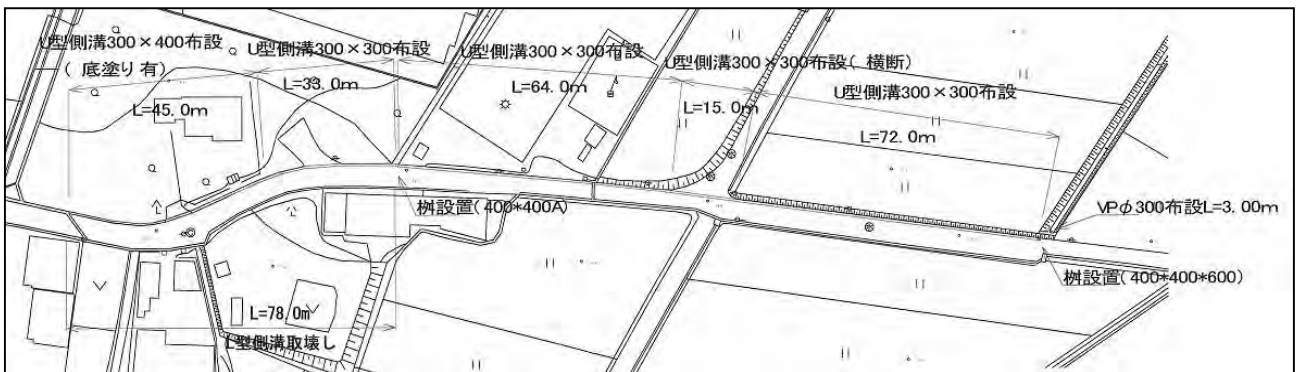 U型側溝300×400布設
(底塗り有)
L=45.0m
U型側溝300×300布設
L=33.0m
U型側溝300×300布設
L=64.0m
U型側溝300×300布設(横断)
L=15.0m
U型側溝300×300布設
L=72.0m
桝設置(400*400A)
VPφ300布設L=3.00m
桝設置(400*400*600)
L=78.0m
L型側溝取壊し